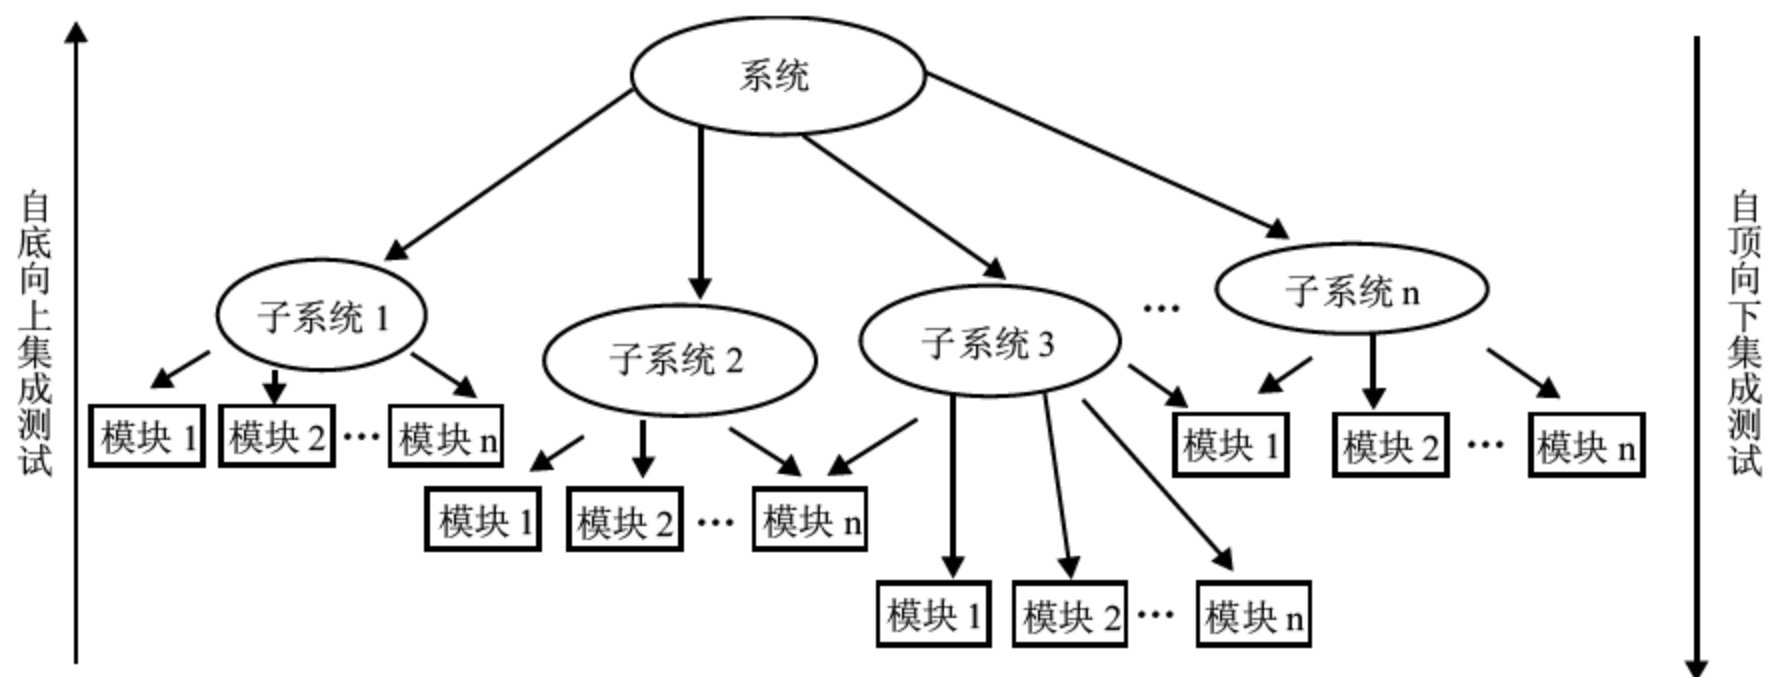 系统
自底向上集成测试
自顶向下集成测试
子系统 1
子系统 2
子系统 3
...
子系统 n
模块 1
模块 2
...
模块 n
模块 1
模块 2
...
模块 n
模块 1
模块 2
...
模块 n
模块 1
模块 2
...
模块 n